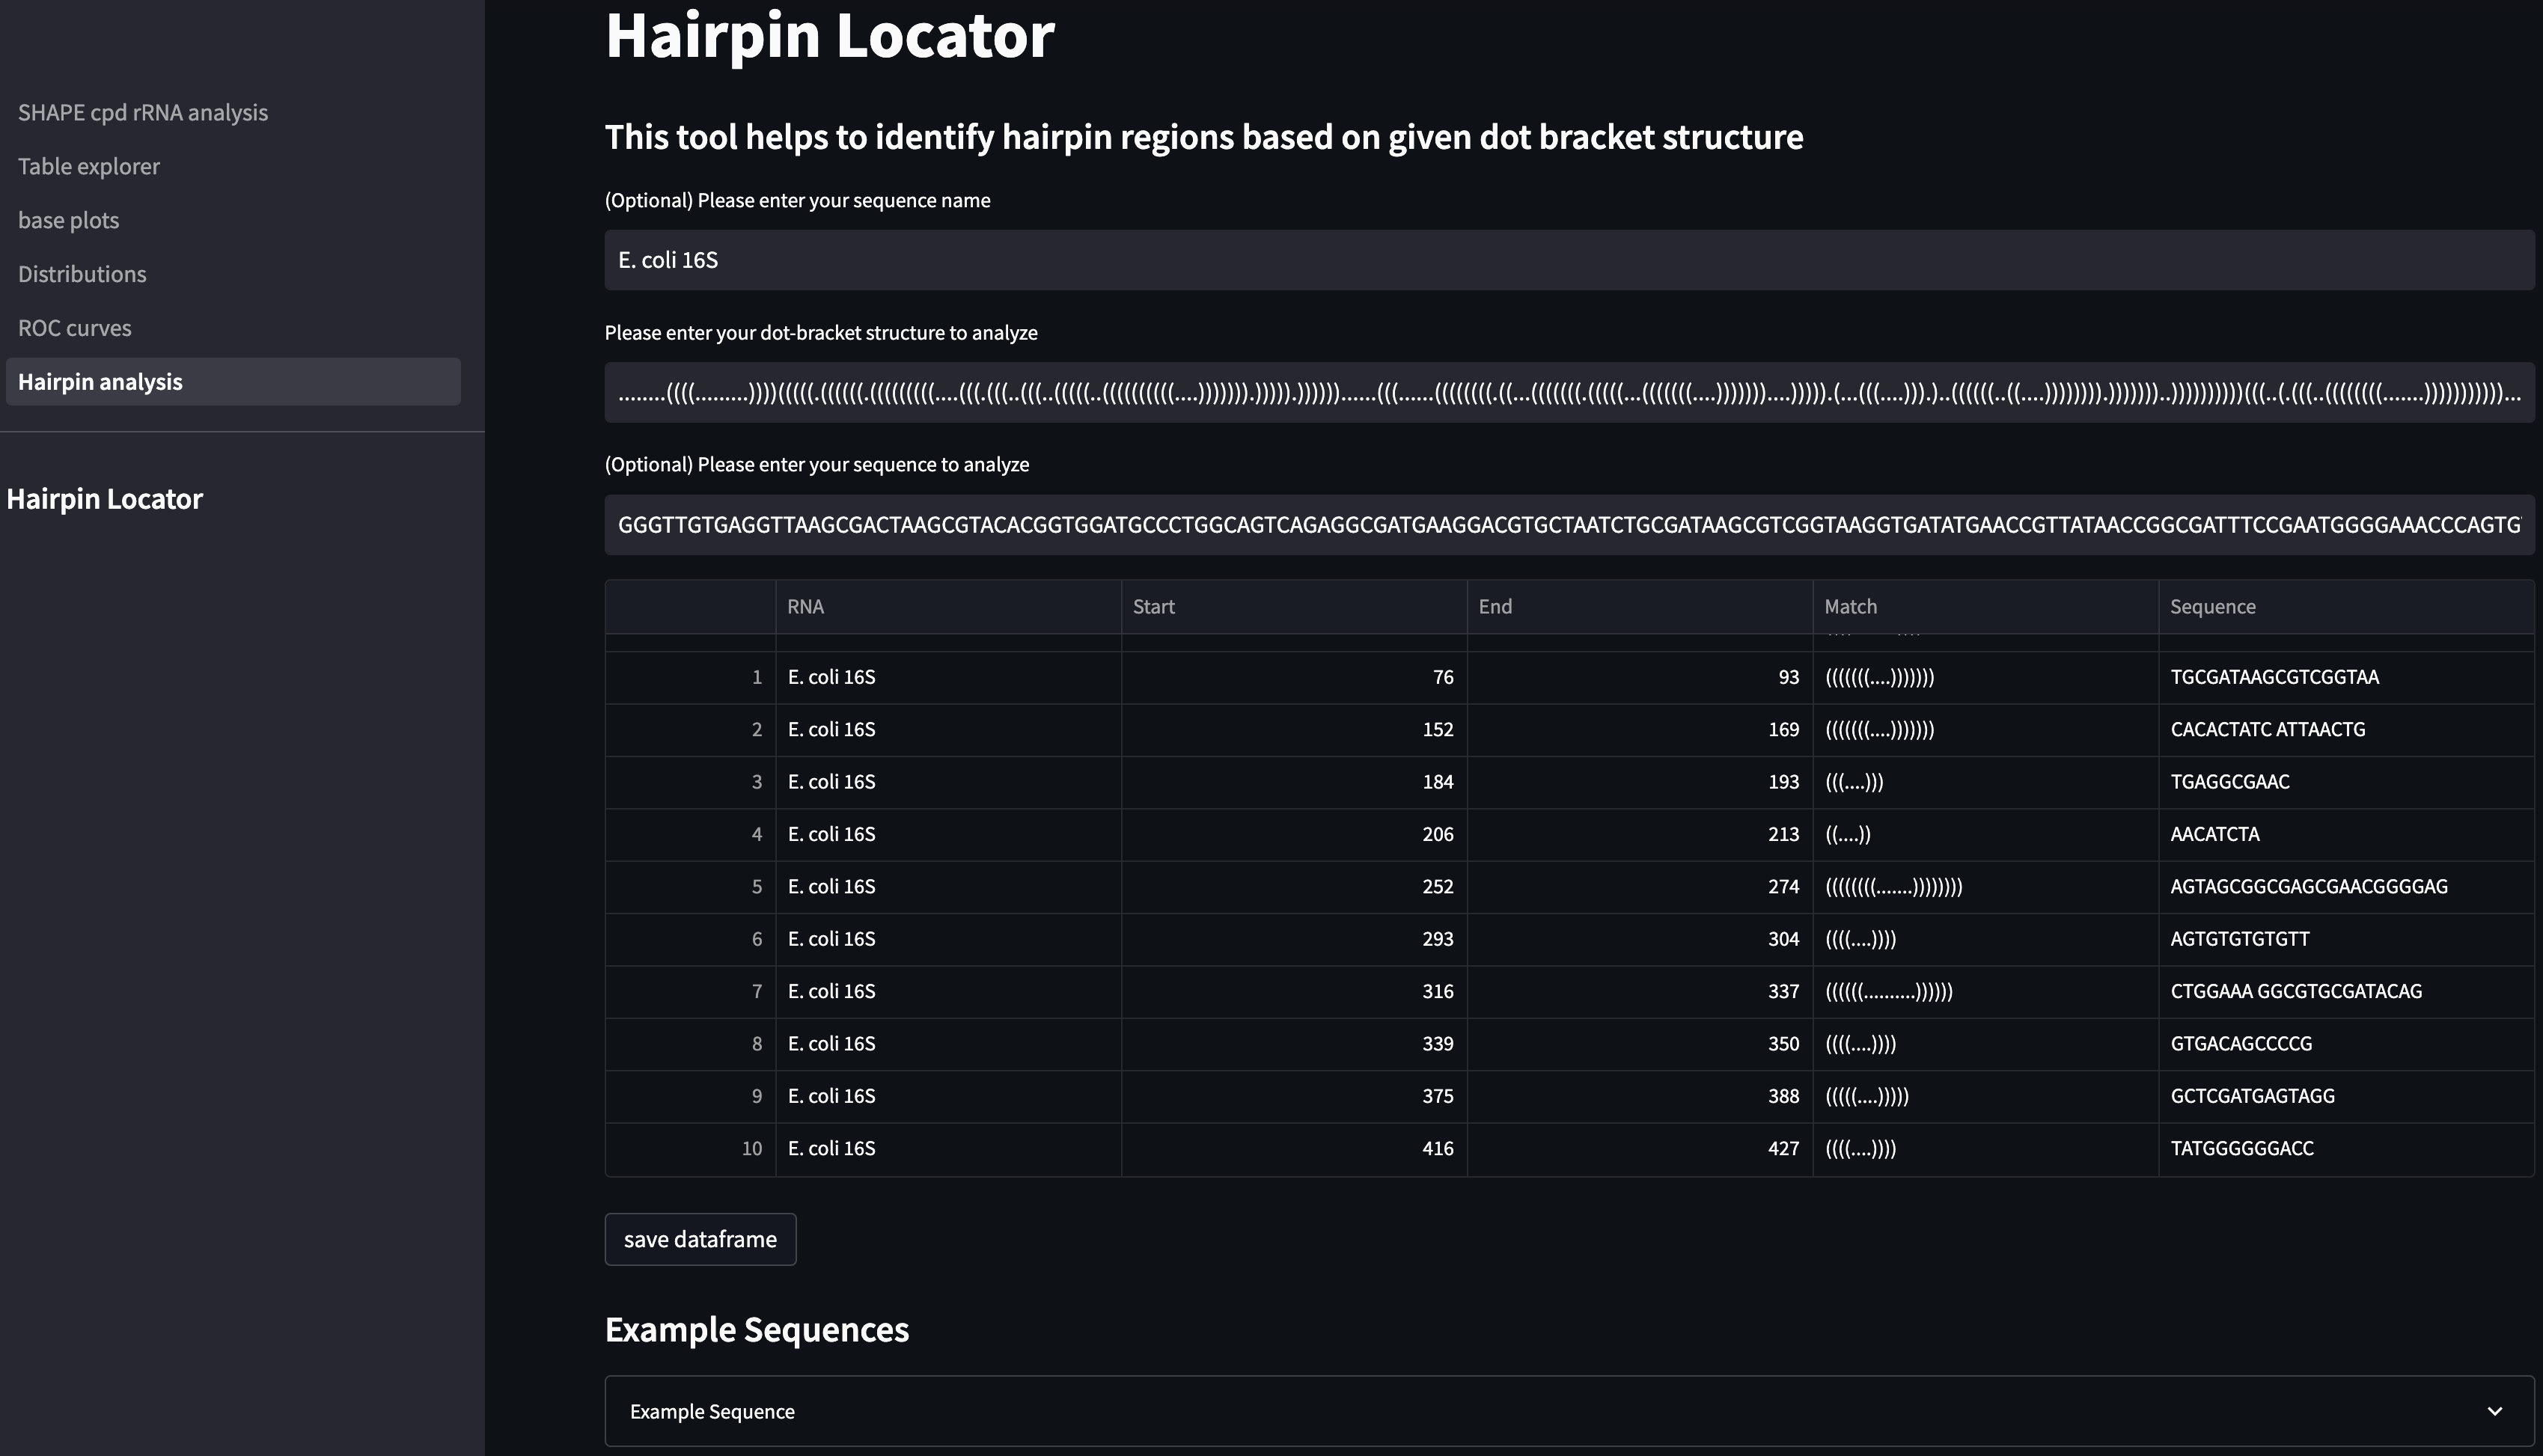 SHAPE cpd rRNA analysis
Table explorer
base plots
Distributions
ROC curves
Hairpin analysis
Hairpin Locator
Hairpin Locator
This tool helps to identify hairpin regions based on given dot bracket structure
(Optional) Please enter your sequence name
E. coli 16S
Please enter your dot-bracket structure to analyze
(Optional) Please enter your sequence to analyze
GGGTTGTGAGGTTAAGCGACTAAGCGTACACGGTGGATGCCCTGGCAGTCAGAGGCGATGAAGGACGTGCTAATCTGCGATAAGCGTCGGTAAGGTGATATGAACCGTTATAACCGGCGATTTCCGAATGGGGAAACCCAGTG
RNA Start End Match Sequence
1 E. coli 16S 76 93 (((((((....))))))) TGCGATAAGCGTCGGTAA
2 E. coli 16S 152 169 (((((((....))))))) CACACTATC ATTAACTG
3 E. coli 16S 184 193 (((....))) TGAGGCGAAC
4 E. coli 16S 206 213 ((....)) AACATCTA
5 E. coli 16S 252 274 ((((((((.......)))))))) AGTAGCGGCGAGCGAACGGGGAG
6 E. coli 16S 293 304 ((((....)))) AGTGTGTGTGTT
7 E. coli 16S 316 337 ((((((..........)))))) CTGGAAA GGCGTGCGATACAG
8 E. coli 16S 339 350 ((((....)))) GTGACAGCCCCG
9 E. coli 16S 375 388 (((((....))))) GCTCGATGAGTAGG
10 E. coli 16S 416 427 ((((....)))) TATGGGGGGACC
save dataframe
Example Sequences
Example Sequence